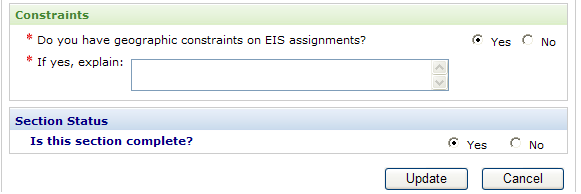 Constraints
* Do you have geographic constraints on EIS assignments? Yes No
* If yes, explain:
Section Status
Is this section complete? Yes No
Update Cancel